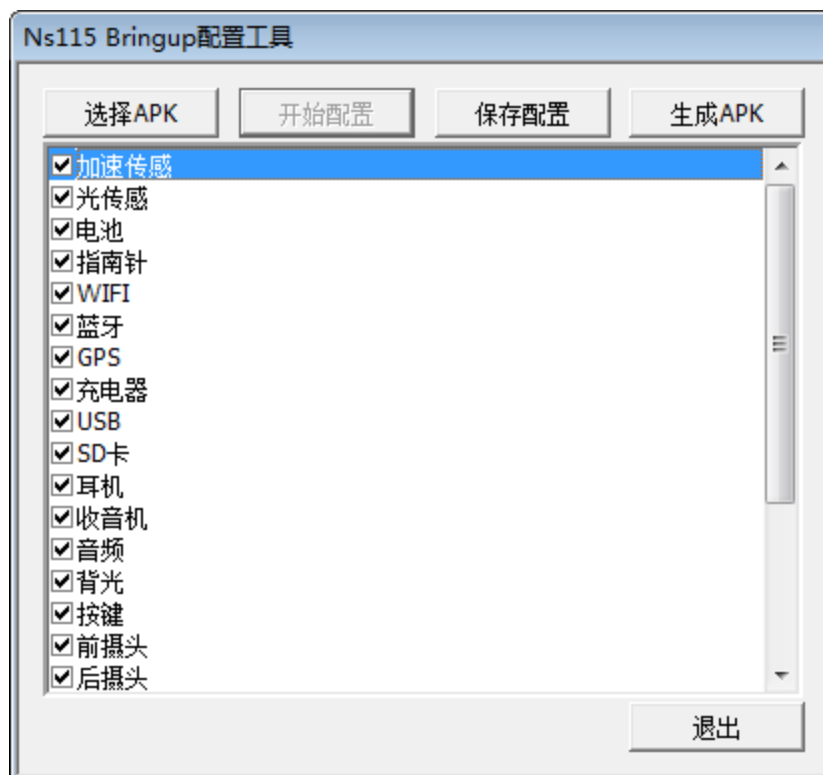 Ns115 Bringup配置工具
选择APK 开始配置 保存配置 生成APK
加速传感
光传感
电池
指南针
WIFI
蓝牙
GPS
充电器
USB
SD卡
耳机
收音机
音频
背光
按键
前摄头
后摄头
退出